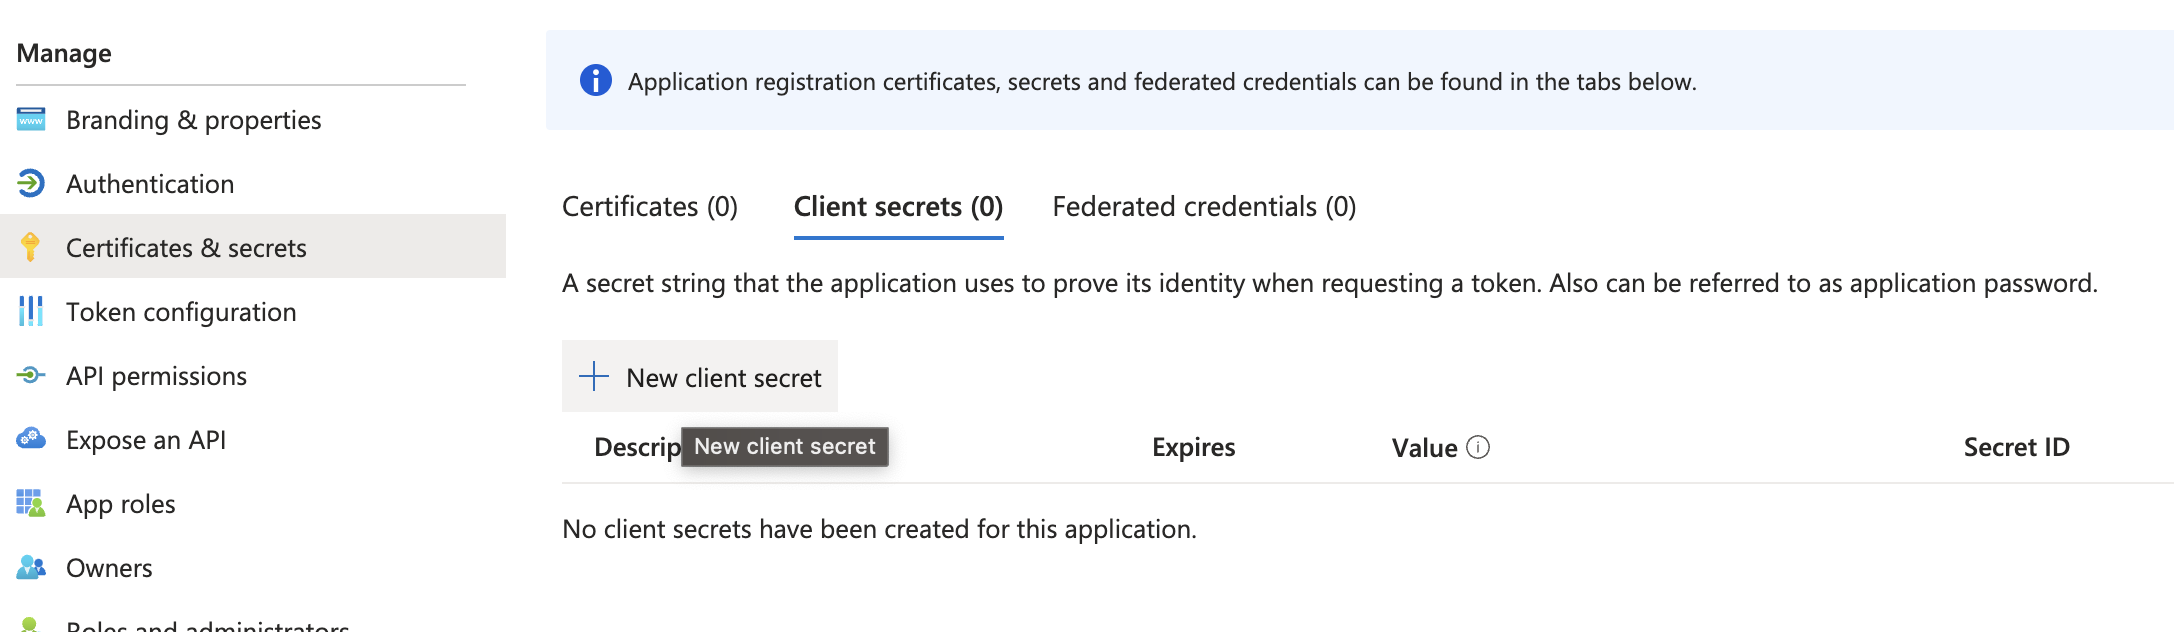 Manage
Branding & properties
Authentication
Certificates & secrets
Token configuration
API permissions
Expose an API
App roles
Owners
Roles and administrators
Application registration certificates, secrets and federated credentials can be found in the tabs below.
Certificates (0) Client secrets (0) Federated credentials (0)
A secret string that the application uses to prove its identity when requesting a token. Also can be referred to as application password.
New client secret
Descrip New client secret Expires Value Secret ID
No client secrets have been created for this application.